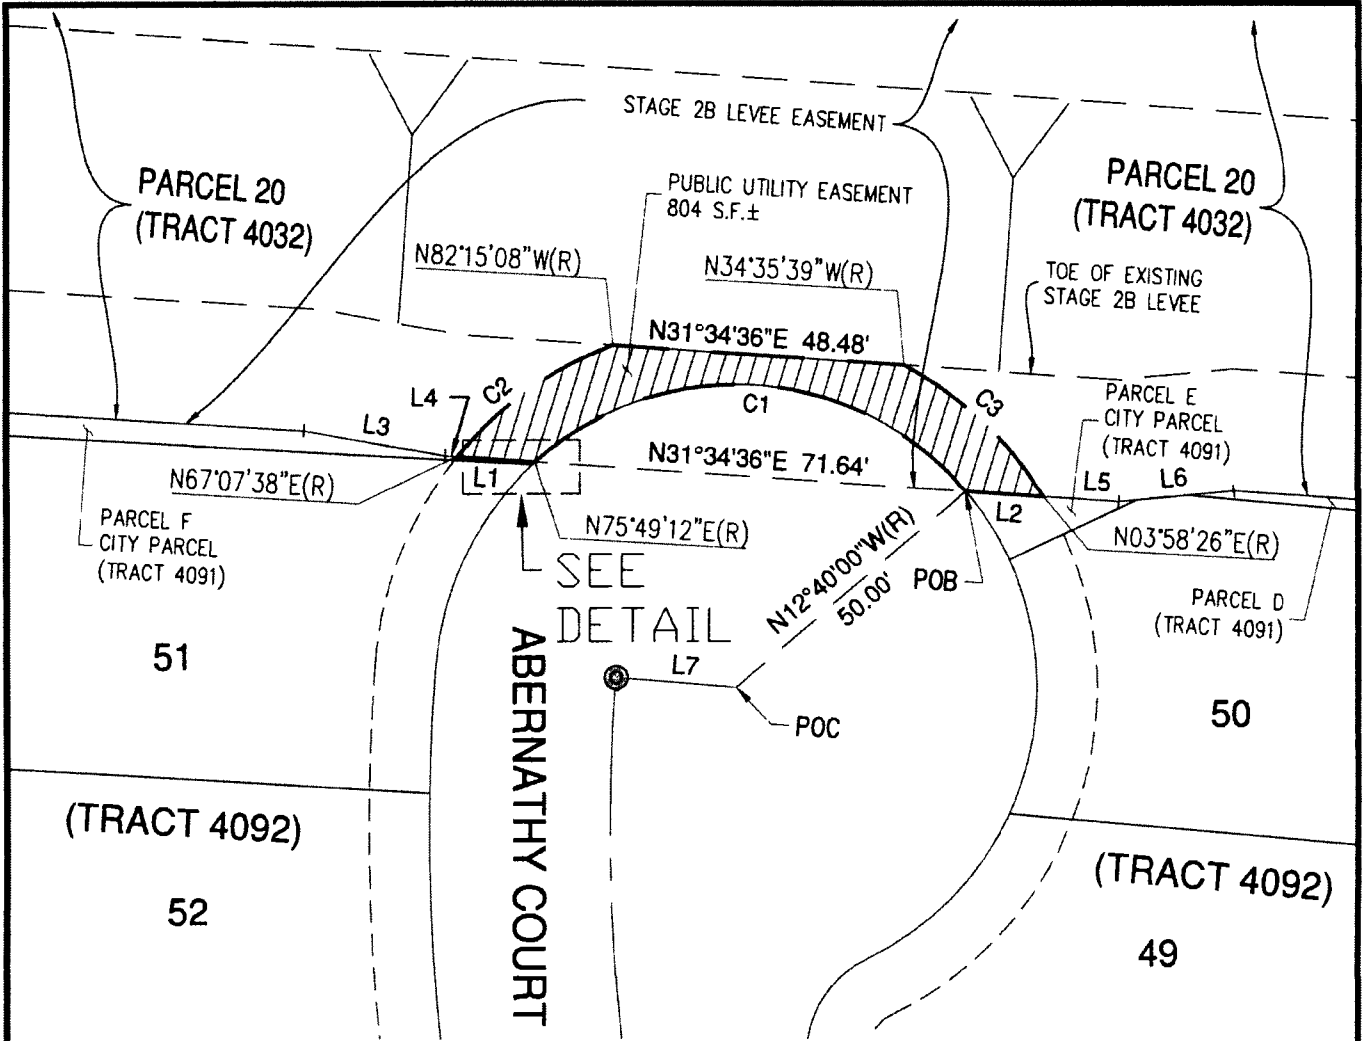 STAGE 2B LEVEE EASEMENT
PARCEL 20
(TRACT 4032)
PUBLIC UTILITY EASEMENT
804 S.F.±
PARCEL 20
(TRACT 4032)
N82°15'08"W(R)
N34°35'39"W(R)
TOE OF EXISTING
STAGE 2B LEVEE
N31°34'36"E 48.48'
C2
C1
C3
PARCEL E
CITY PARCEL
(TRACT 4091)
L4
L3
L1
N31°34'36"E 71.64'
L2
L5
L6
N67°07'38"E(R)
N75°49'12"E(R)
N03°58'26"E(R)
PARCEL F
CITY PARCEL
(TRACT 4091)
SEE
DETAIL
N12°40'00"W(R)
50.00'
POB
PARCEL D
(TRACT 4091)
51
L7
POC
50
ABERNATHY COURT
(TRACT 4092)
52
(TRACT 4092)
49